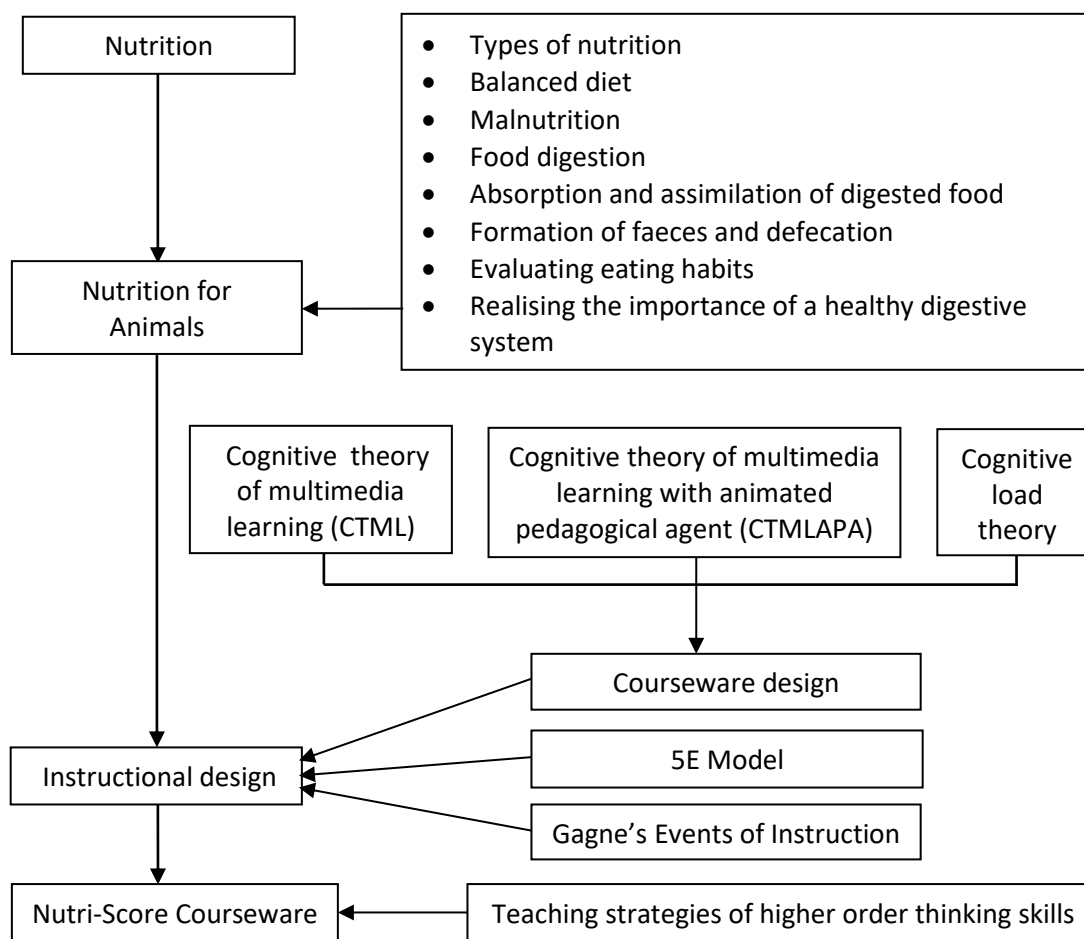 Nutrition
• Types of nutrition
• Balanced diet
• Malnutrition
• Food digestion
• Absorption and assimilation of digested food
• Formation of faeces and defecation
• Evaluating eating habits
• Realising the importance of a healthy digestive
system
Nutrition for
Animals
Cognitive theory
of multimedia
learning (CTML)
Cognitive theory of multimedia
learning with animated
pedagogical agent (CTMLAPA)
Cognitive
load
theory
Courseware design
5E Model
Instructional design
Gagne’s Events of Instruction
Nutri-Score Courseware
Teaching strategies of higher order thinking skills